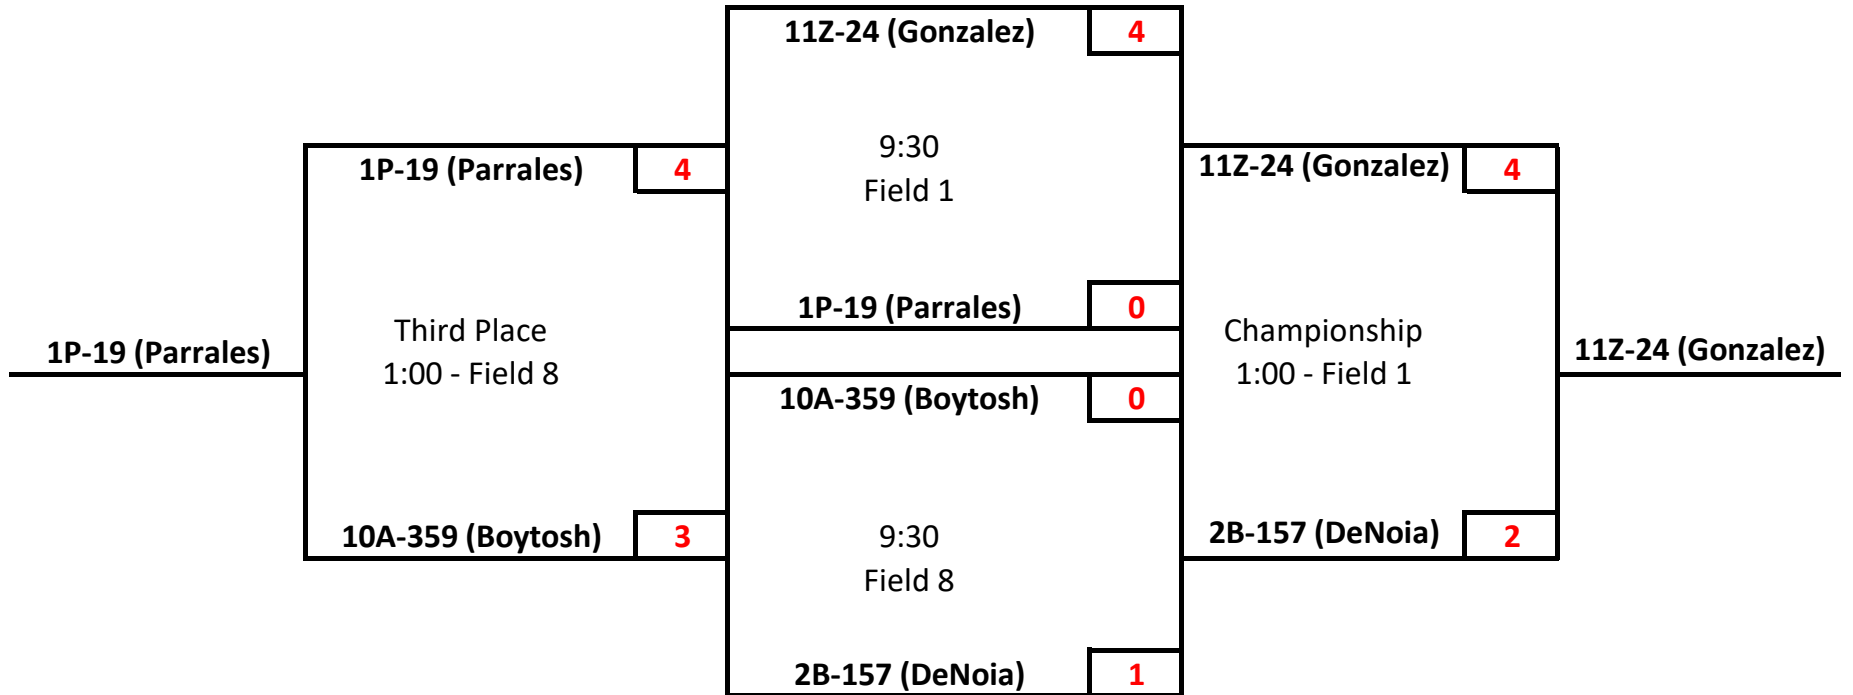 11Z-24 (Gonzalez) 4
9:30
Field 1
1P-19 (Parrales) 0
10A-359 (Boytosh) 0
9:30
Field 8
2B-157 (DeNoia) 1
1P-19 (Parrales) 4
Third Place
1:00 - Field 8
10A-359 (Boytosh) 3
1P-19 (Parrales)
11Z-24 (Gonzalez) 4
Championship
1:00 - Field 1
2B-157 (DeNoia) 2
11Z-24 (Gonzalez)